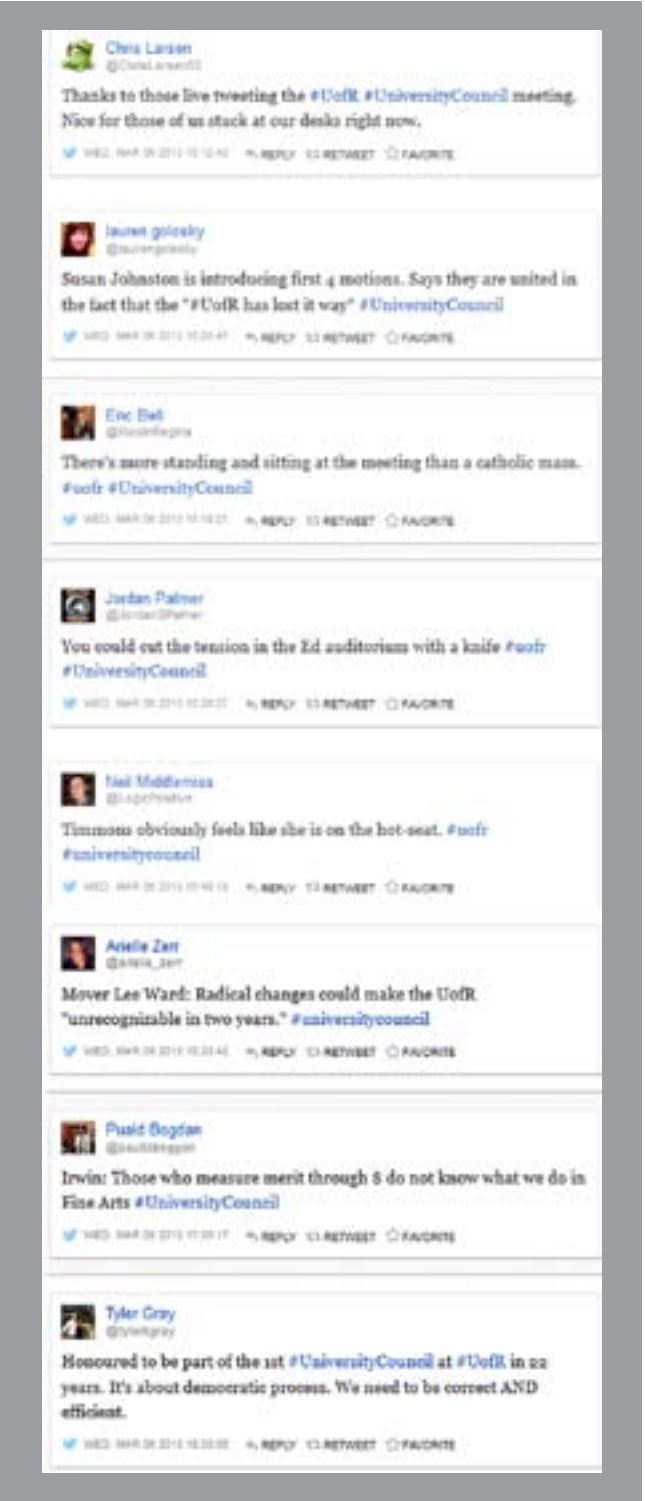 Chris Larsen
Thanks to those live tweeting the #UofR #UniversityCouncil meeting.
Nice for those of us stuck at our desks right now.
REPLY RETWEET FAVORITE
lauren golosky
@laurengolosky
Susan Johnston is introducing first 4 motions. Says they are united in
the fact that the "#UofR has lost it way" #UniversityCouncil
REPLY RETWEET FAVORITE
Eric Bell
There's more standing and sitting at the meeting than a catholic mass.
#uofr #UniversityCouncil
REPLY RETWEET FAVORITE
Jordan Palmer
You could cut the tension in the Ed auditorium with a knife #uofr
#UniversityCouncil
REPLY RETWEET FAVORITE
Neil Middlemiss
Timmons obviously feels like she is on the hot-seat. #uofr
#universitycouncil
REPLY RETWEET FAVORITE
Arielle Zerr
@arielle_zerr
Mover Lee Ward: Radical changes could make the UofR
"unrecognizable in two years." #universitycouncil
REPLY RETWEET FAVORITE
Bogdan
Irwin: Those who measure merit through $ do not know what we do in
Fine Arts #UniversityCouncil
REPLY RETWEET FAVORITE
Tyler Gray
Honoured to be part of the 1st #UniversityCouncil at #UofR in 22
years. It's about democratic process. We need to be correct AND
efficient.
REPLY RETWEET FAVORITE